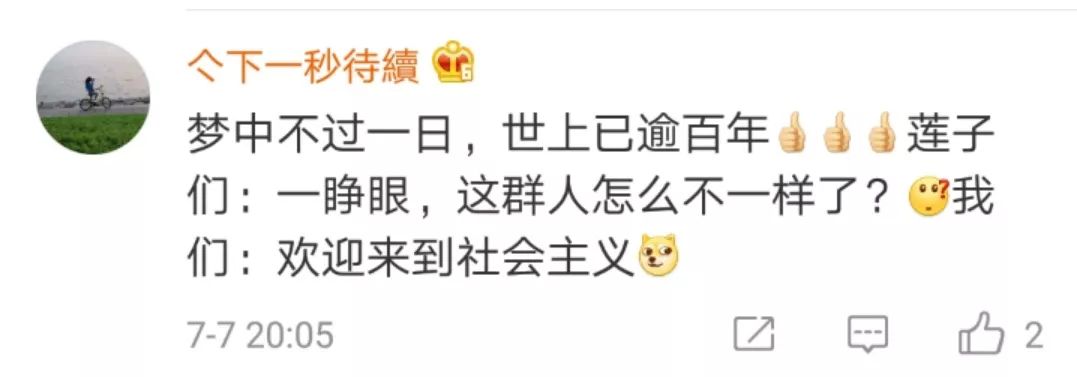 亽下一秒待續
梦中不过一日，世上已逾百年👍👍👍莲子
们：一睁眼，这群人怎么不一样了？我
们：欢迎来到社会主义
7-7 20:05
2